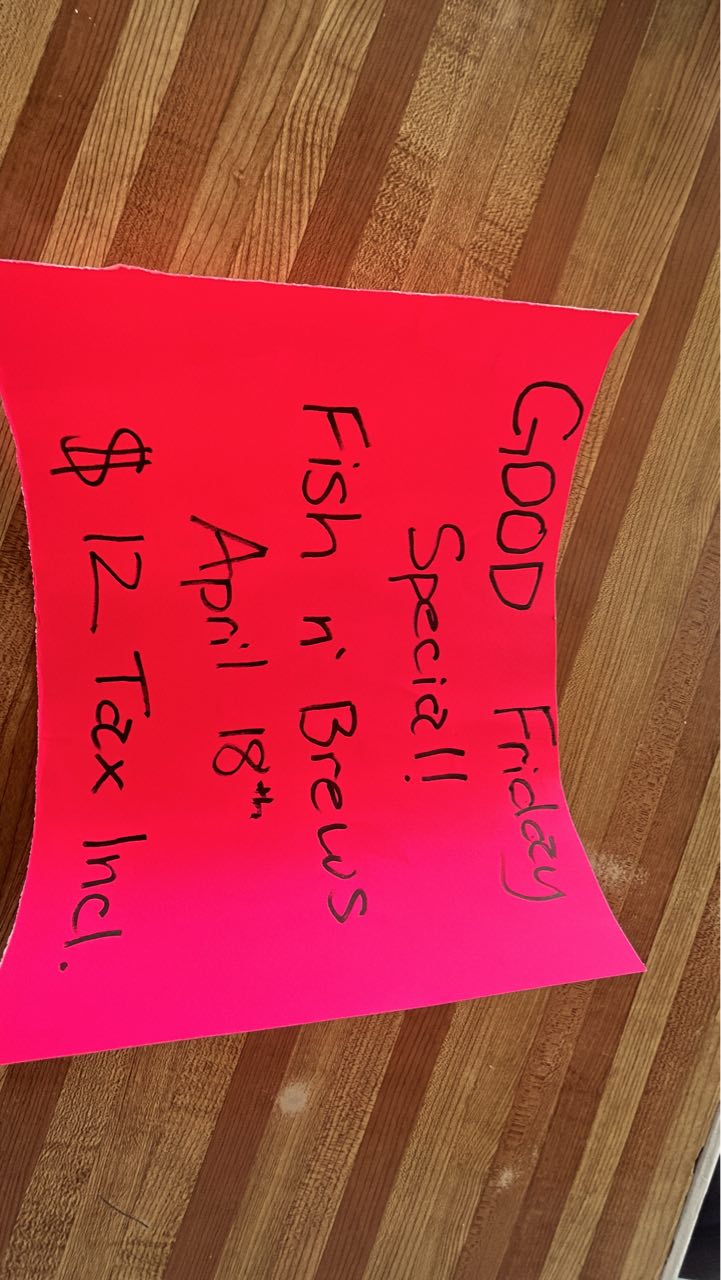 GOOD Friday
Special!
Fish n' Brews
April 18th
$12 Tax Incl.